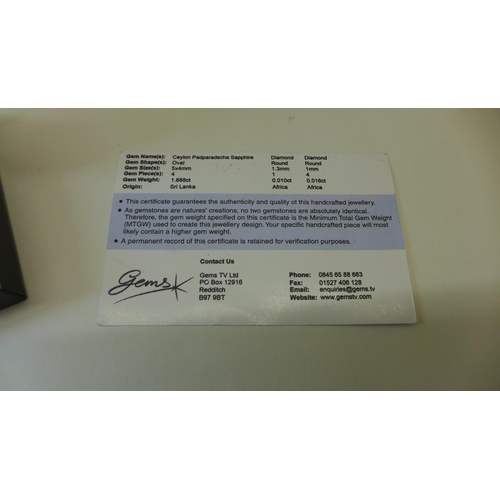 Gem Name(s): Ceylon Padparadscha Sapphire Diamond Diamond
Gem Shape(s): Oval Round Round
Gem Size(s): 5x4mm 1.3mm 1mm
Gem Piece(s): 4 1 4
Gem Weight: 1.688ct 0.010ct 0.016ct
Origin: Sri Lanka Africa Africa
• This certificate guarantees the authenticity and quality of this handcrafted jewellery.
• As gemstones are natures' creations, no two gemstones are absolutely identical.
Therefore, the gem weight specified on this certificate is the Minimum Total Gem Weight
(MTGW) used to create this jewellery design. Your specific handcrafted piece will most
likely contain a higher gem weight.
• A permanent record of this certificate is retained for verification purposes.
Contact Us
Gems
Gems TV Ltd Phone: 0845 65 88 663
PO Box 12916 Fax: 01527 406 128
Redditch Email: enquiries@gems.tv
B97 9BT Website: www.gemstv.com